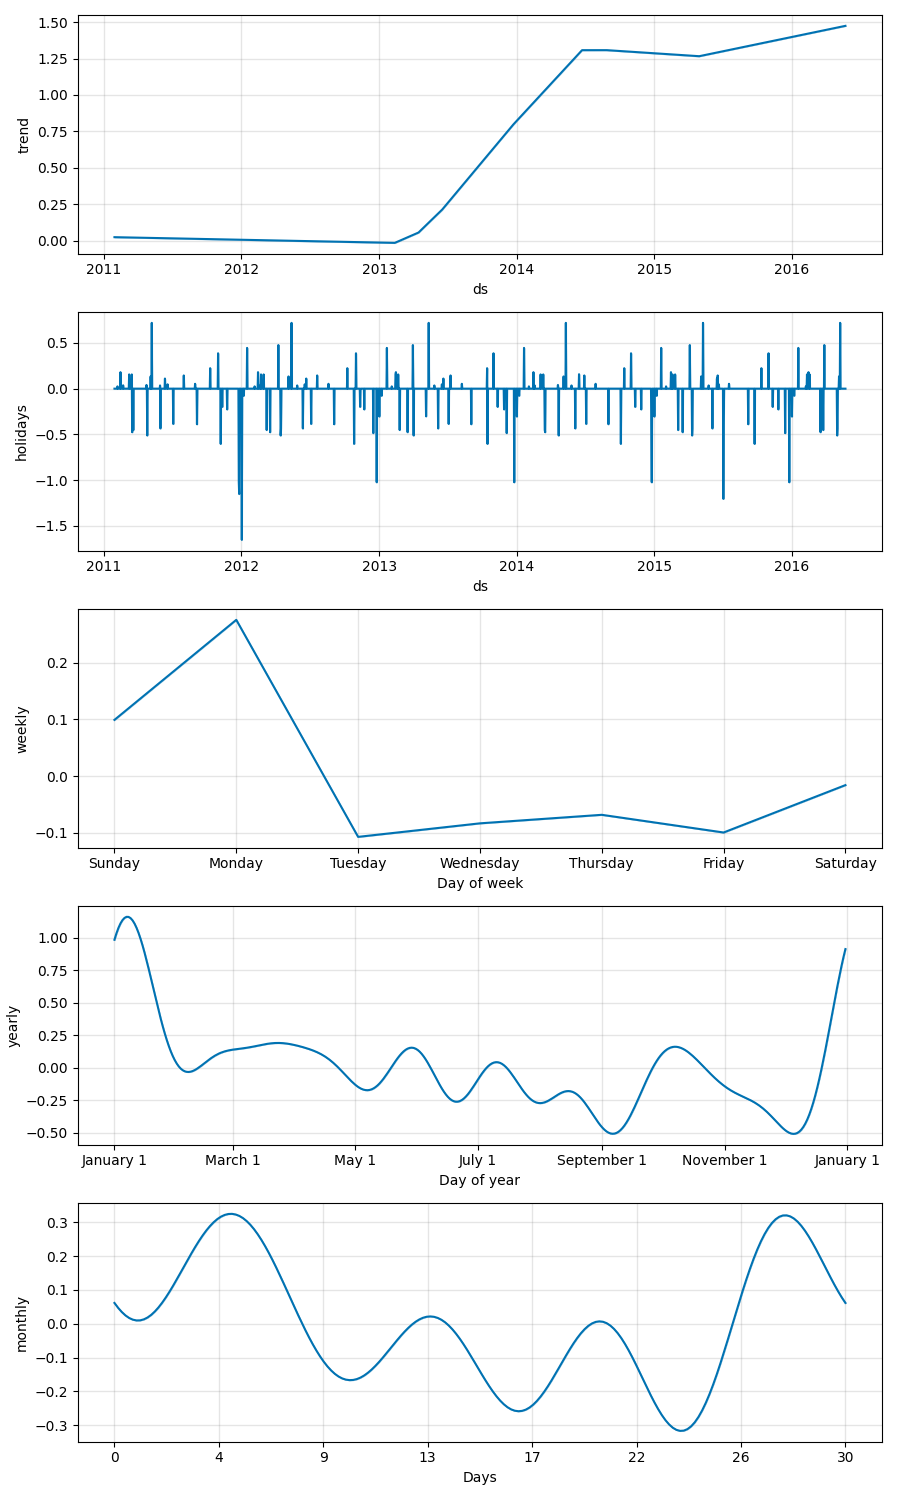 1.50
1.25
1.00
0.75
0.50
0.25
0.00
trend
2011 2012 2013 2014 2015 2016
ds
0.5
0.0
−0.5
−1.0
−1.5
holidays
2011 2012 2013 2014 2015 2016
ds
0.2
0.1
0.0
−0.1
weekly
Sunday Monday Tuesday Wednesday Thursday Friday Saturday
Day of week
1.00
0.75
0.50
0.25
0.00
−0.25
−0.50
yearly
January 1 March 1 May 1 July 1 September 1 November 1 January 1
Day of year
0.3
0.2
0.1
0.0
−0.1
−0.2
−0.3
monthly
0 4 9 13 17 22 26 30
Days